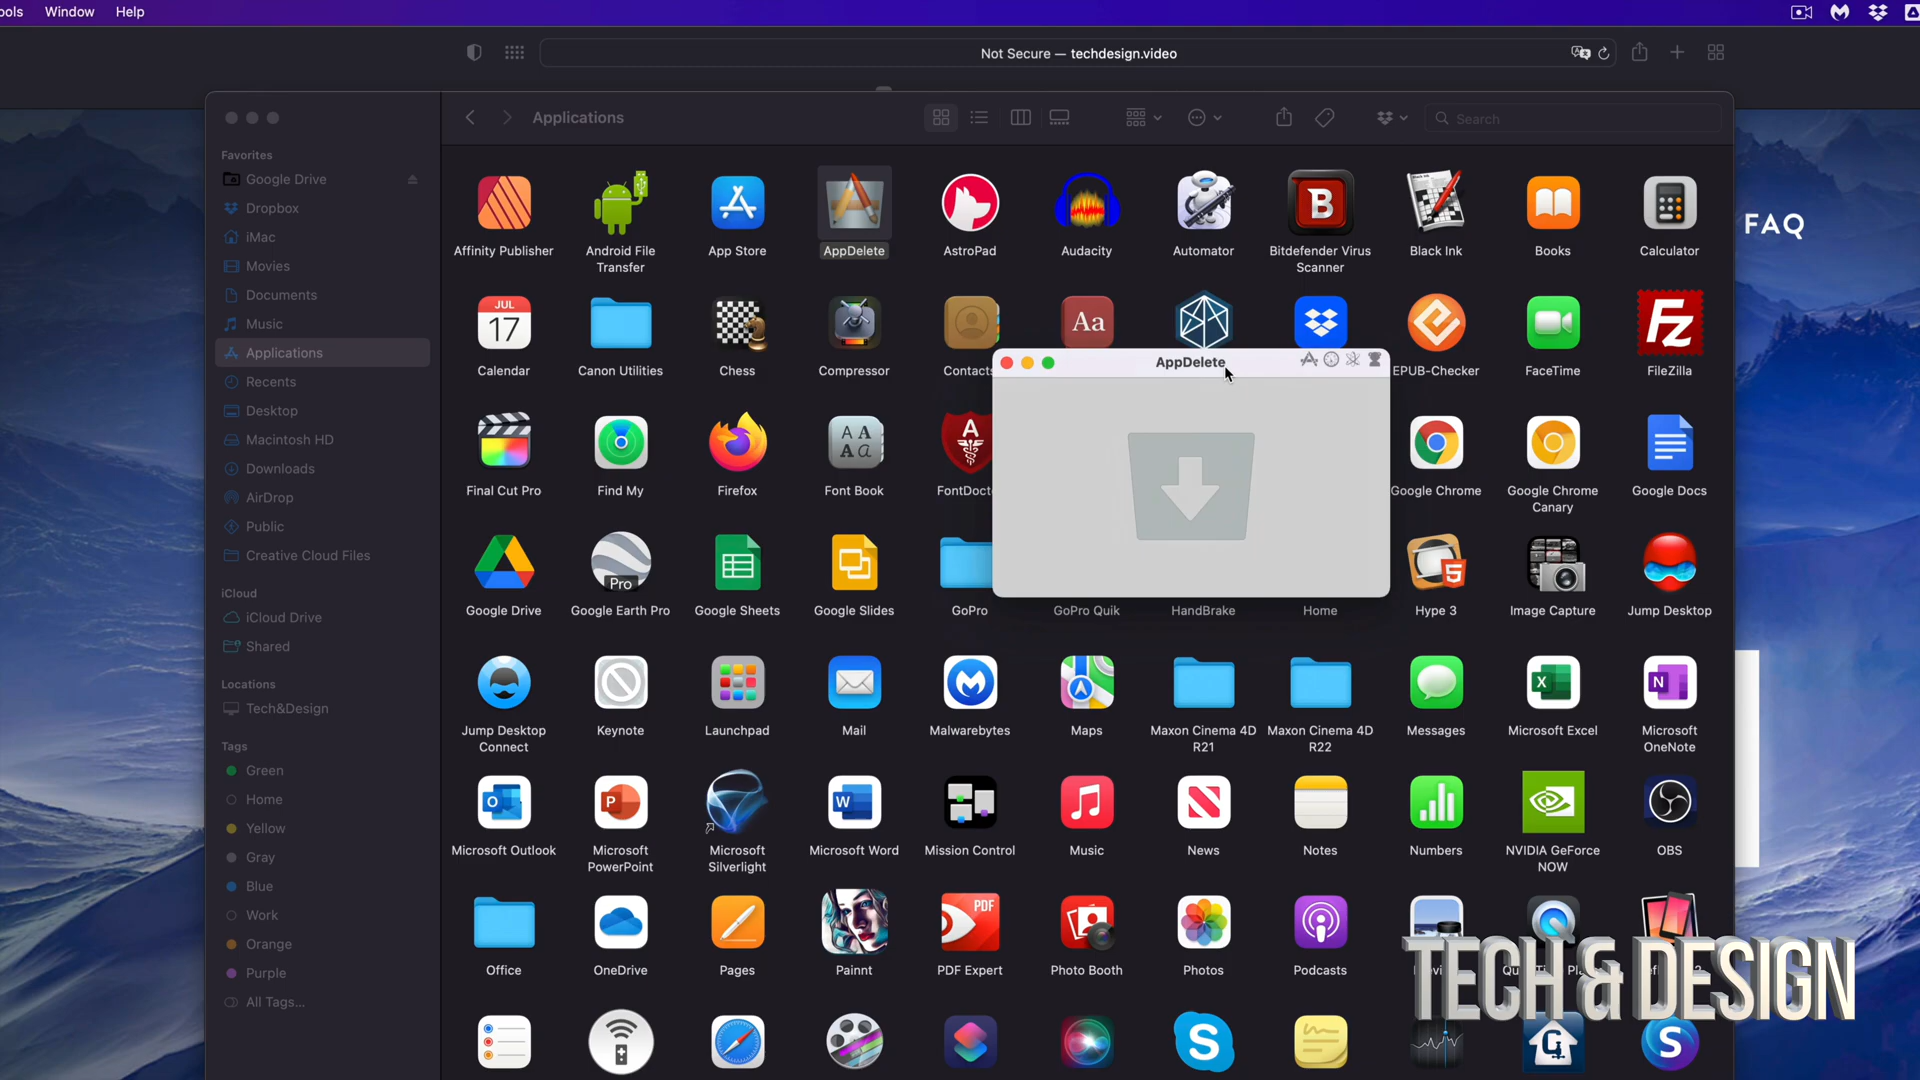 ools Window Help
Not Secure — techdesign.video
Applications
Search
FAQ
Favorites
Google Drive
Dropbox
iMac
Movies
Documents
Music
Applications
Recents
Desktop
Macintosh HD
Downloads
AirDrop
Public
Creative Cloud Files
iCloud
iCloud Drive
Shared
Locations
Tech&Design
Tags
Green
Home
Yellow
Gray
Blue
Work
Orange
Purple
All Tags...
Affinity Publisher
Android File
Transfer
App Store
AppDelete
AstroPad
Audacity
Automator
Bitdefender Virus
Scanner
Black Ink
Books
Calculator
JUL
17
Calendar
Canon Utilities
Chess
Compressor
Contacts
Aa
EPUB-Checker
FaceTime
FileZilla
AppDelete
Final Cut Pro
Find My
Firefox
Font Book
FontDoct
Google Chrome
Google Chrome
Canary
Google Docs
Google Drive
Pro
Google Earth Pro
Google Sheets
Google Slides
GoPro
GoPro Quik
HandBrake
Home
Hype 3
Image Capture
Jump Desktop
Jump Desktop
Connect
Keynote
Launchpad
Mail
Malwarebytes
Maps
Maxon Cinema 4D
R21
Maxon Cinema 4D
R22
Messages
Microsoft Excel
Microsoft
OneNote
Microsoft Outlook
Microsoft
PowerPoint
Microsoft
Silverlight
Microsoft Word
Mission Control
Music
News
Notes
Numbers
NVIDIA GeForce
NOW
OBS
Office
OneDrive
Pages
Paintt
PDF
PDF Expert
Photo Booth
Photos
Podcasts
TECH & DESIGN